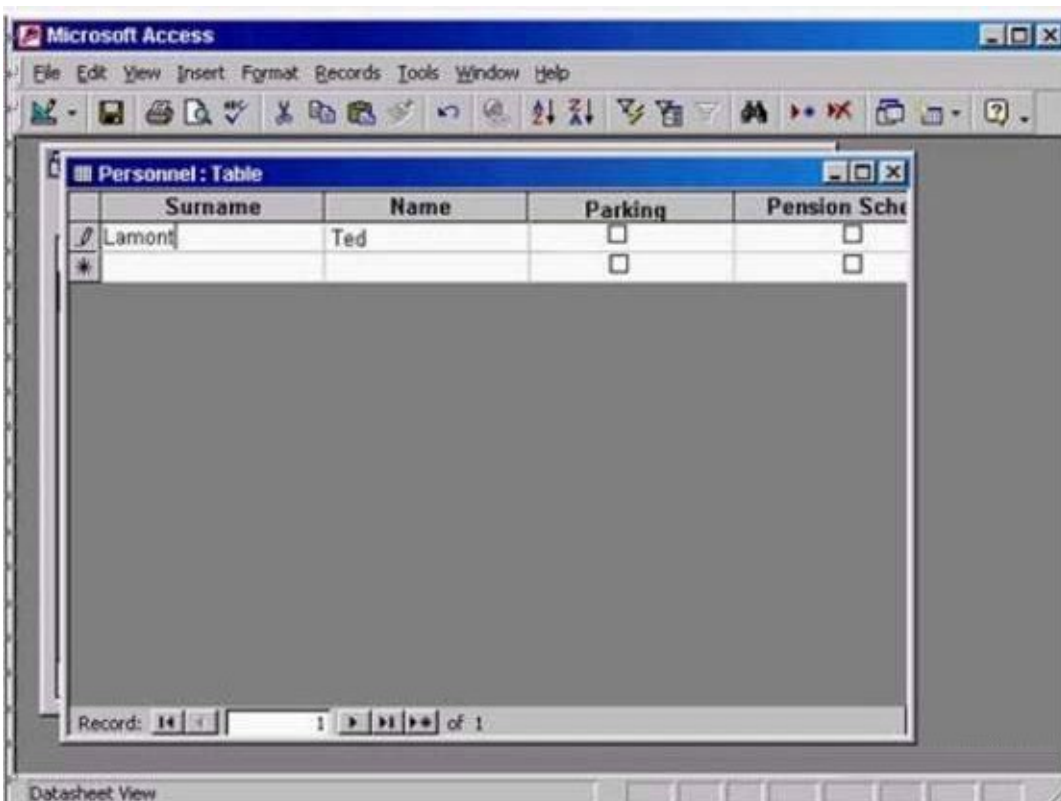 Microsoft Access
File Edit View Insert Format Records Tools Window Help
Personnel : Table
Surname Name Parking Pension Sche
Lamont Ted
Record: 1 of 1
Datasheet View